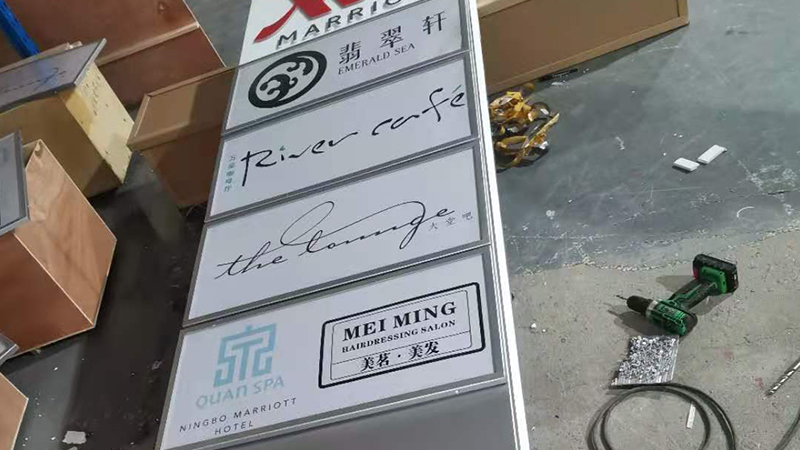 MARRIO
翡翠轩
EMERALD SEA
River café
the lounge
大堂吧
QUAN SPA
NINGBO MARRIOTT
HOTEL
MEI MING
HAIRDRESSING SALON
美茗·美发